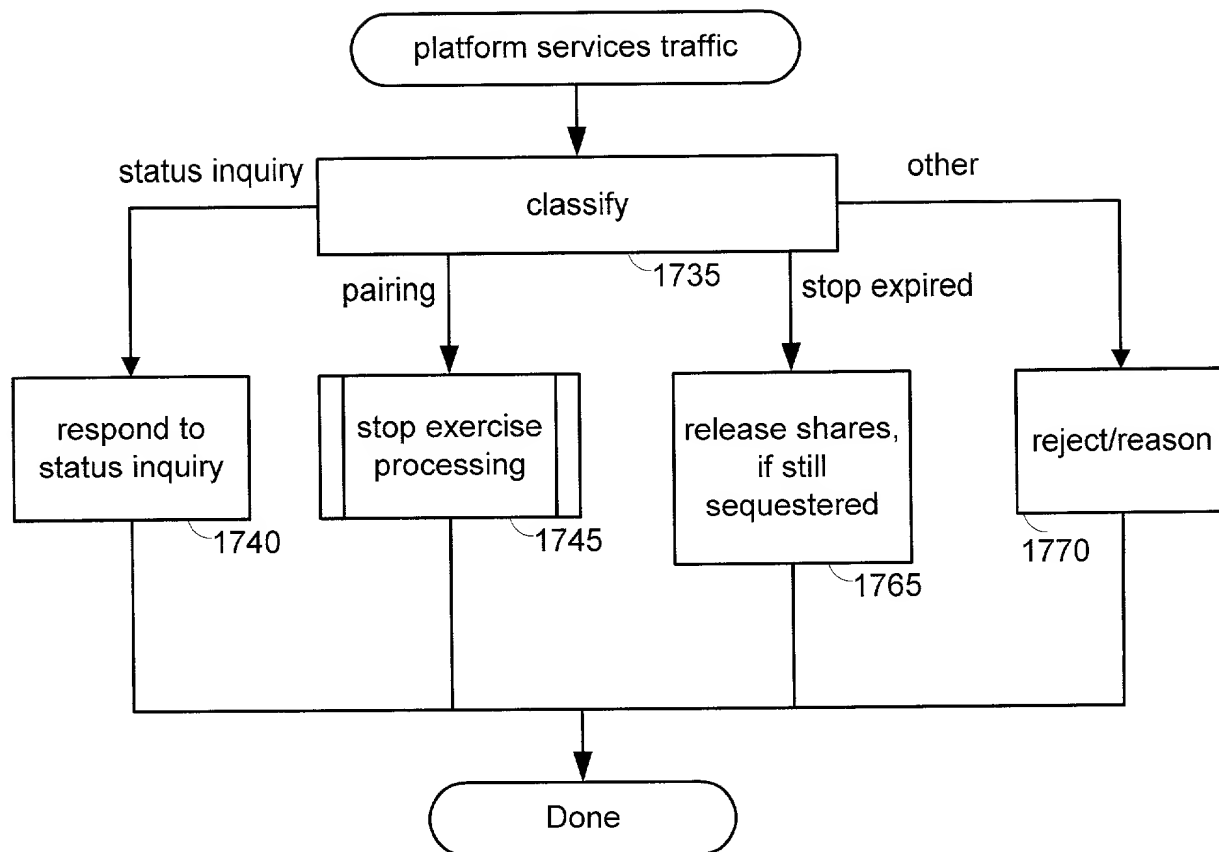 platform services traffic
status inquiry
other
classify
1735
pairing
stop expired
respond to
status inquiry
1740
stop exercise
processing
1745
release shares,
if still
sequestered
1765
reject/reason
1770
Done